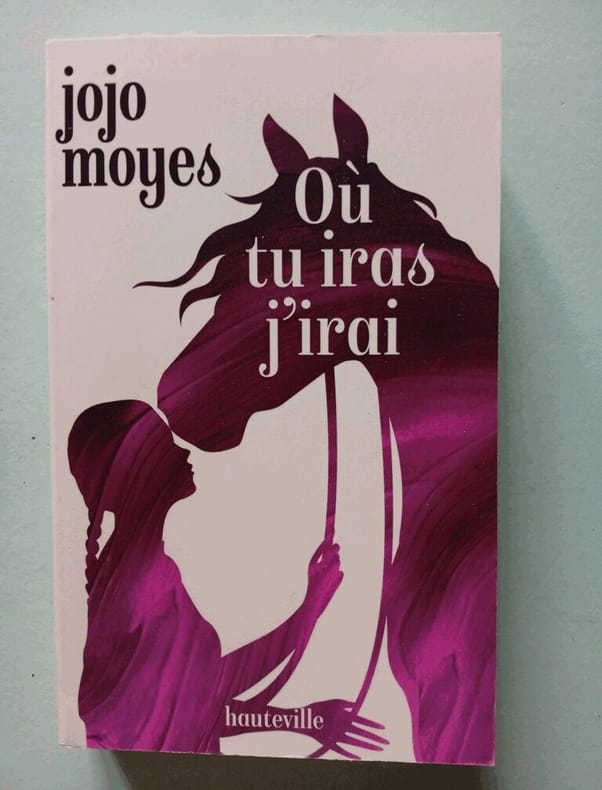 jojo
moyes
Où
tu iras
j'irai
hauteville